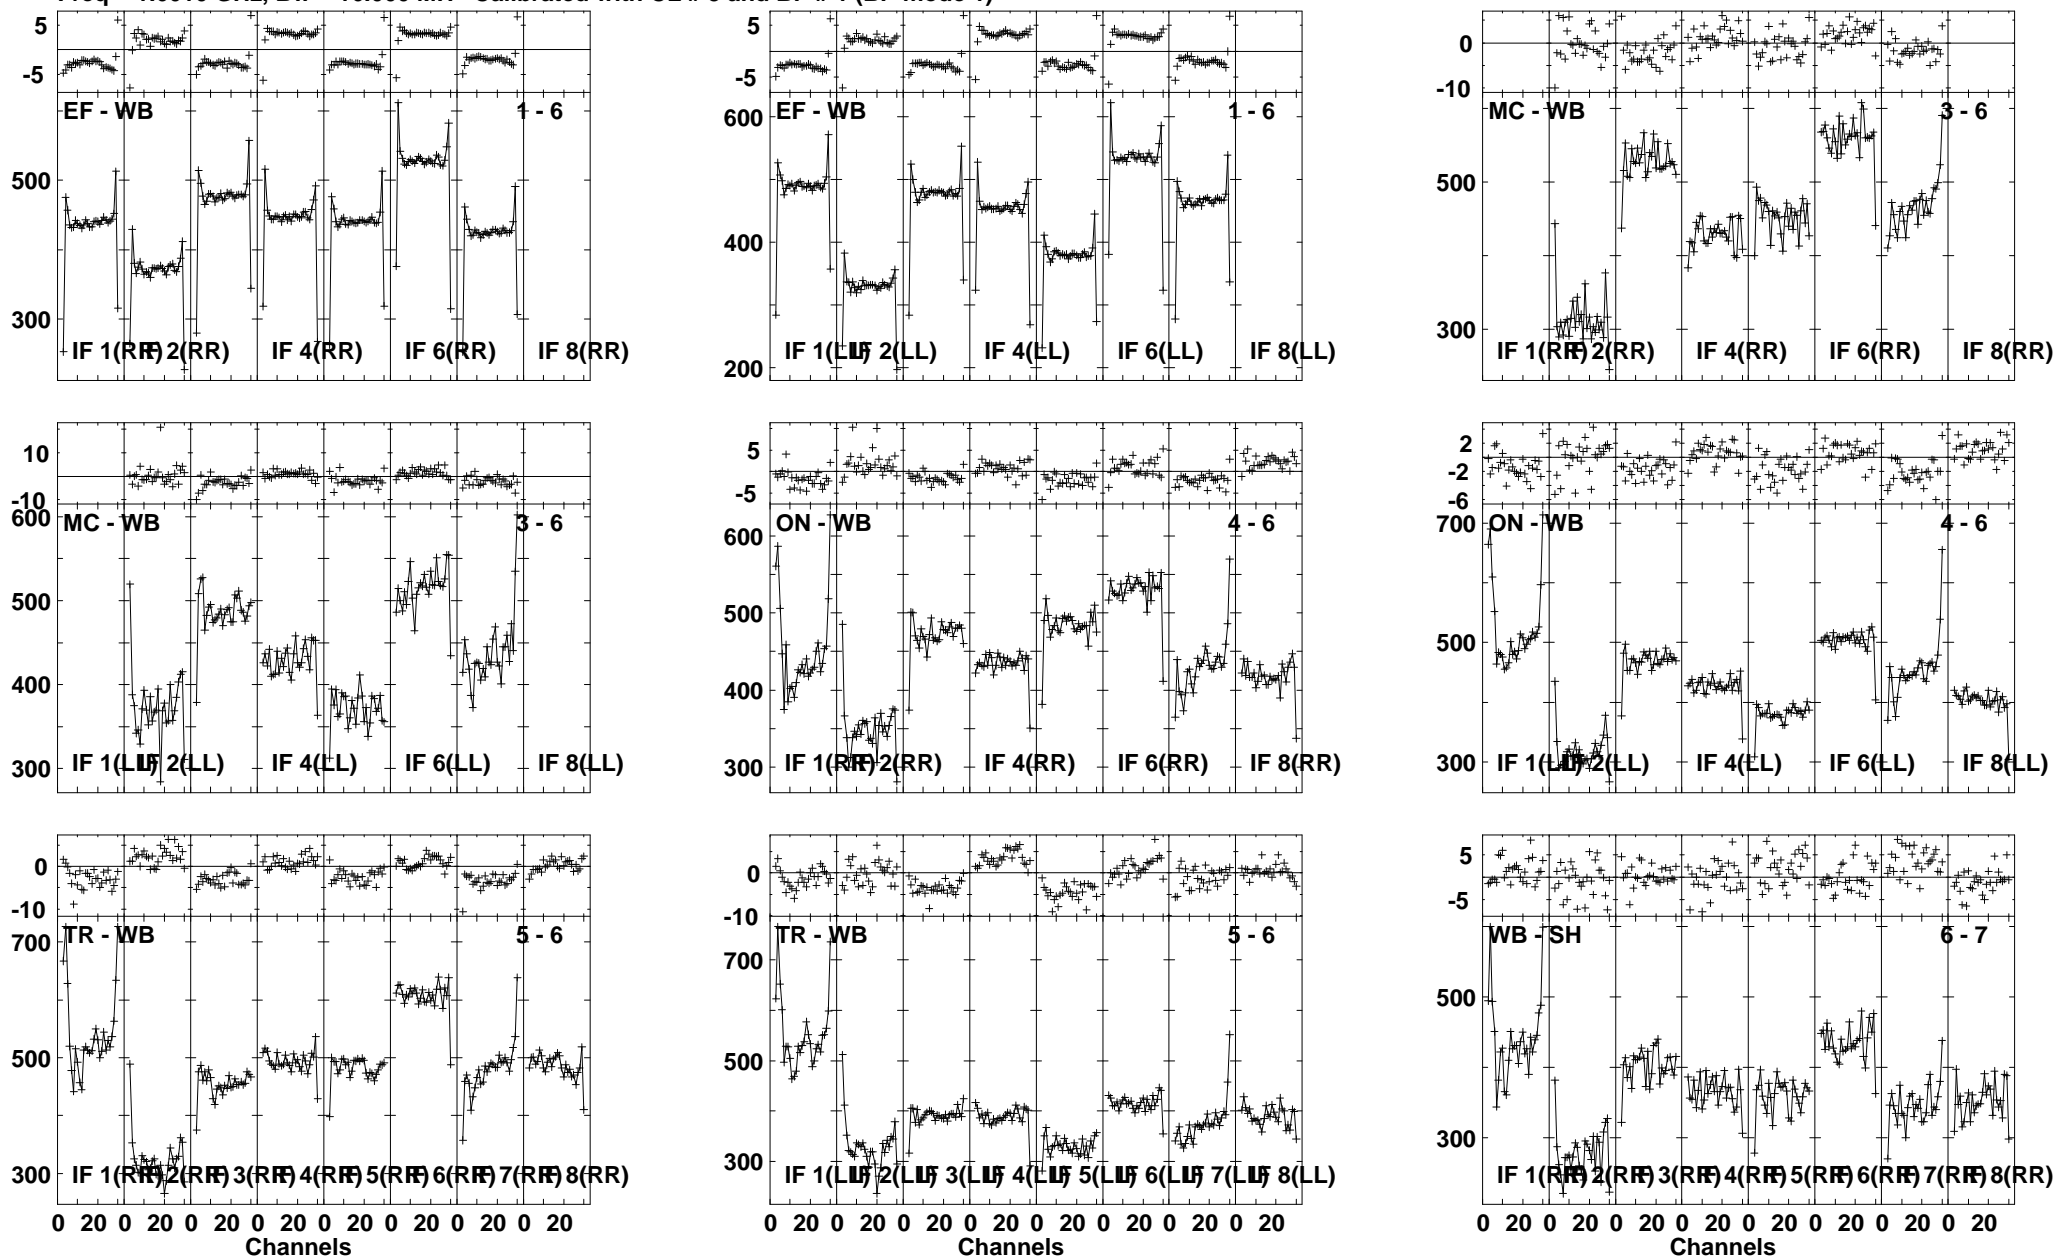 5 5 0
-5 -5 -10
EF - WB 1 - 6 EF - WB 1 - 6 MC - WB 3 - 6
500 600 500
300 400 300
200
IF 1(RR) IF 2(RR) IF 4(RR) IF 6(RR) IF 8(RR) IF 1(LL) IF 2(LL) IF 4(LL) IF 6(LL) IF 8(LL) IF 1(RR) IF 2(RR) IF 4(RR) IF 6(RR) IF 8(RR)
10 5 2
-10 -5 -2
-6
MC - WB 3 - 6 ON - WB 4 - 6 ON - WB 4 - 6
600 600 700
500 500 500
400 400 300
300 300
IF 1(LL) IF 2(LL) IF 4(LL) IF 6(LL) IF 8(LL) IF 1(RR) IF 2(RR) IF 4(RR) IF 6(RR) IF 8(RR) IF 1(LL) IF 2(LL) IF 4(LL) IF 6(LL) IF 8(LL)
0 0 5
-10 -10 -5
TR - WB 5 - 6 TR - WB 5 - 6 WB - SH 6 - 7
700 700 500
500 500 300
300 300
IF 1(RR) IF 2(RR) IF 3(RR) IF 4(RR) IF 5(RR) IF 6(RR) IF 7(RR) IF 8(RR) IF 1(LL) IF 2(LL) IF 3(LL) IF 4(LL) IF 5(LL) IF 6(LL) IF 7(LL) IF 8(LL) IF 1(RR) IF 2(RR) IF 3(RR) IF 4(RR) IF 5(RR) IF 6(RR) IF 7(RR) IF 8(RR)
0 20 0 20 0 20 0 20 0 20 0 20 0 20 0 20 0 20 0 20 0 20 0 20 0 20 0 20 0 20 0 20 0 20 0 20 0 20 0 20 0 20 0 20 0 20 0 20
Channels Channels Channels